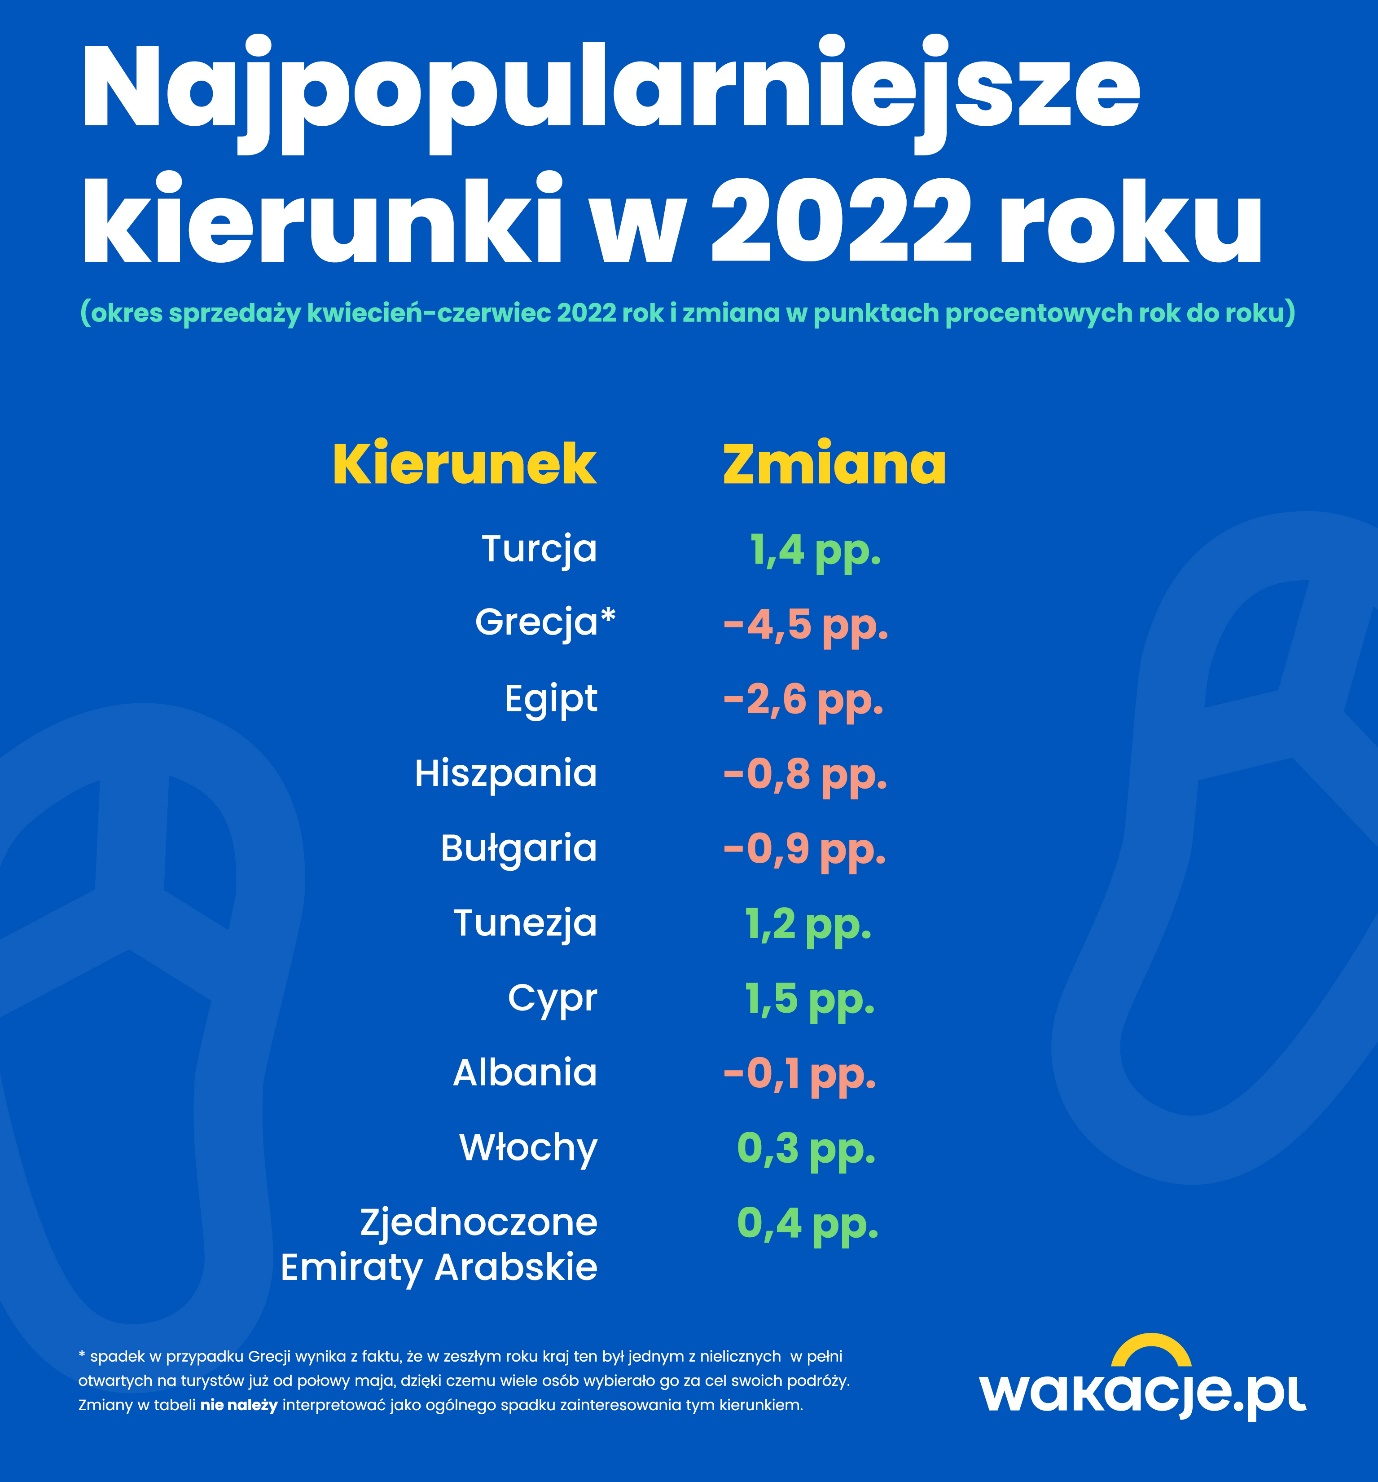 Najpopularniejsze
kierunki w 2022 roku
(okres sprzedaży kwiecień-czerwiec 2022 rok i zmiana w punktach procentowych rok do roku)
Kierunek Zmiana
Turcja 1,4 pp.
Grecja* -4,5 pp.
Egipt -2,6 pp.
Hiszpania -0,8 pp.
Bułgaria -0,9 pp.
Tunezja 1,2 pp.
Cypr 1,5 pp.
Albania -0,1 pp.
Włochy 0,3 pp.
Zjednoczone 0,4 pp.
Emiraty Arabskie
* spadek w przypadku Grecji wynika z faktu, że w zeszłym roku kraj ten był jednym z nielicznych w pełni
otwartych na turystów już od połowy maja, dzięki czemu wiele osób wybierało go za cel swoich podróży.
Zmiany w tabeli nie należy interpretować jako ogólnego spadku zainteresowania tym kierunkiem.
wakacje.pl